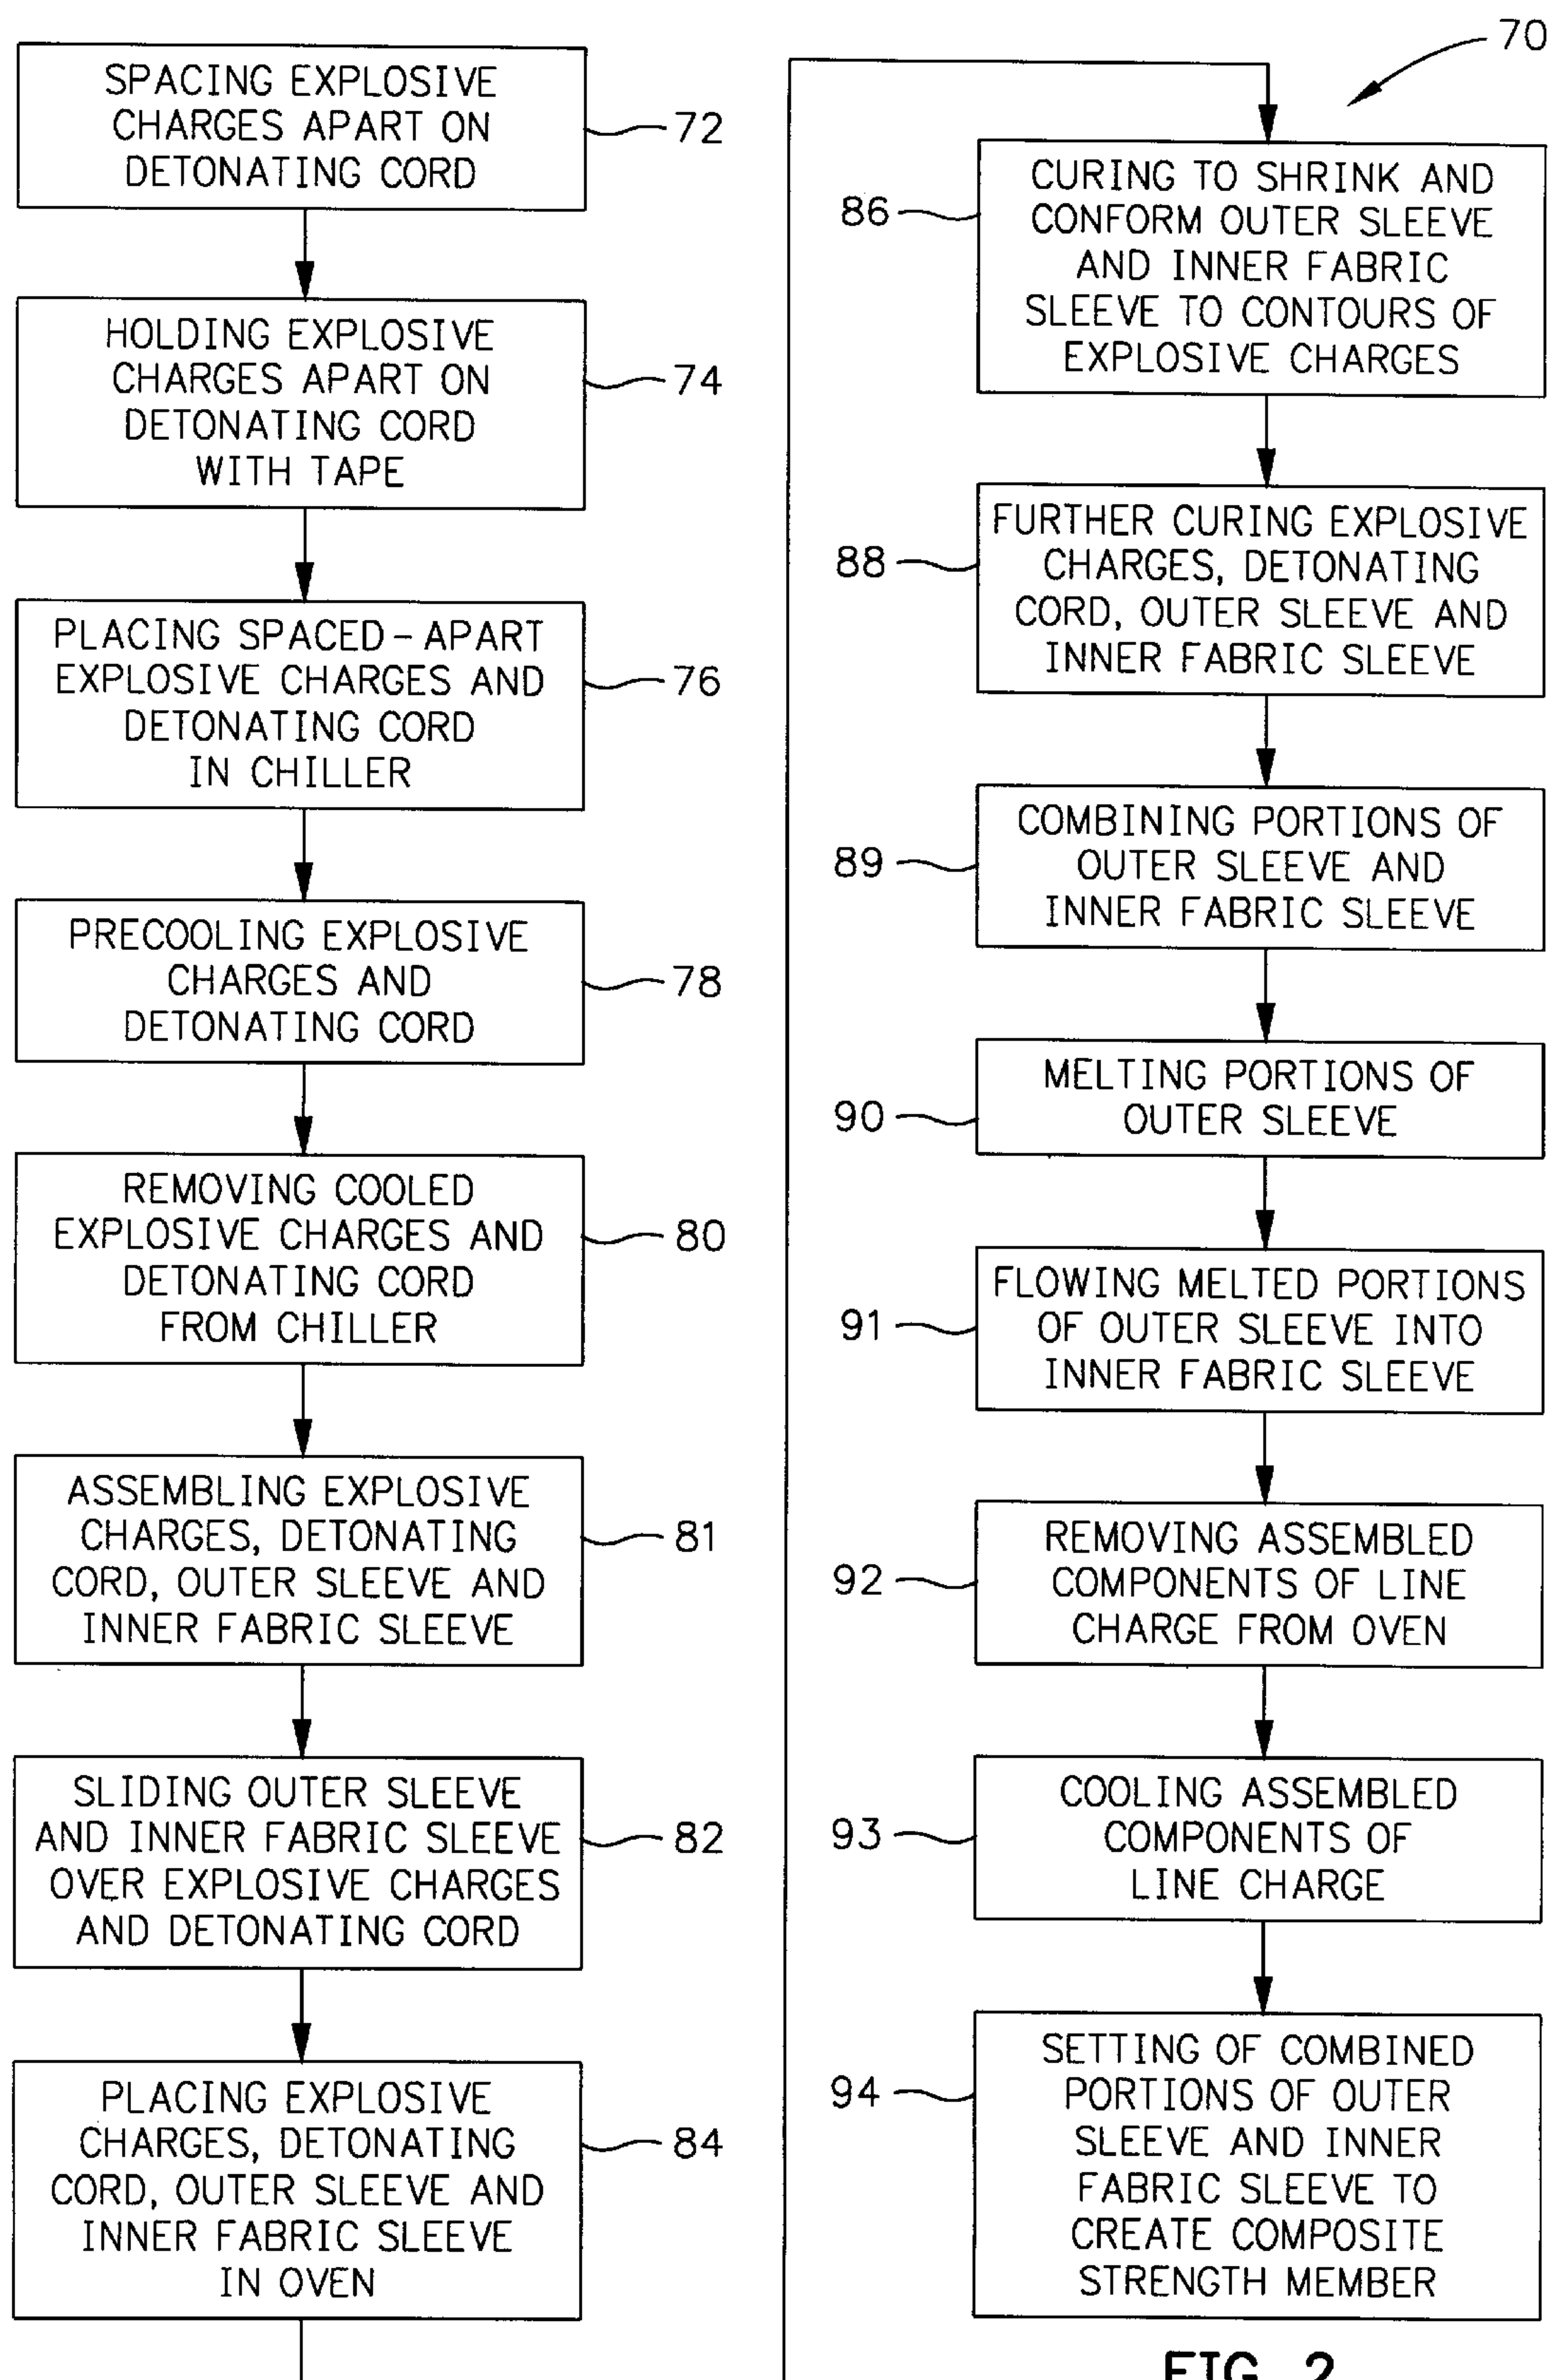 SPACING EXPLOSIVE
CHARGES APART ON
DETONATING CORD
72
HOLDING EXPLOSIVE
CHARGES APART ON
DETONATING CORD
WITH TAPE
74
PLACING SPACED-APART
EXPLOSIVE CHARGES AND
DETONATING CORD
IN CHILLER
76
PRECOOLING EXPLOSIVE
CHARGES AND
DETONATING CORD
78
REMOVING COOLED
EXPLOSIVE CHARGES AND
DETONATING CORD
FROM CHILLER
80
ASSEMBLING EXPLOSIVE
CHARGES, DETONATING
CORD, OUTER SLEEVE AND
INNER FABRIC SLEEVE
81
SLIDING OUTER SLEEVE
AND INNER FABRIC SLEEVE
OVER EXPLOSIVE CHARGES
AND DETONATING CORD
82
PLACING EXPLOSIVE
CHARGES, DETONATING
CORD, OUTER SLEEVE AND
INNER FABRIC SLEEVE
IN OVEN
84
70
CURING TO SHRINK AND
CONFORM OUTER SLEEVE
AND INNER FABRIC
SLEEVE TO CONTOURS OF
EXPLOSIVE CHARGES
86
FURTHER CURING EXPLOSIVE
CHARGES, DETONATING
CORD, OUTER SLEEVE AND
INNER FABRIC SLEEVE
88
COMBINING PORTIONS OF
OUTER SLEEVE AND
INNER FABRIC SLEEVE
89
MELTING PORTIONS OF
OUTER SLEEVE
90
FLOWING MELTED PORTIONS
OF OUTER SLEEVE INTO
INNER FABRIC SLEEVE
91
REMOVING ASSEMBLED
COMPONENTS OF LINE
CHARGE FROM OVEN
92
COOLING ASSEMBLED
COMPONENTS OF
LINE CHARGE
93
SETTING OF COMBINED
PORTIONS OF OUTER
SLEEVE AND INNER
FABRIC SLEEVE TO
CREATE COMPOSITE
STRENGTH MEMBER
94
FIG. 2